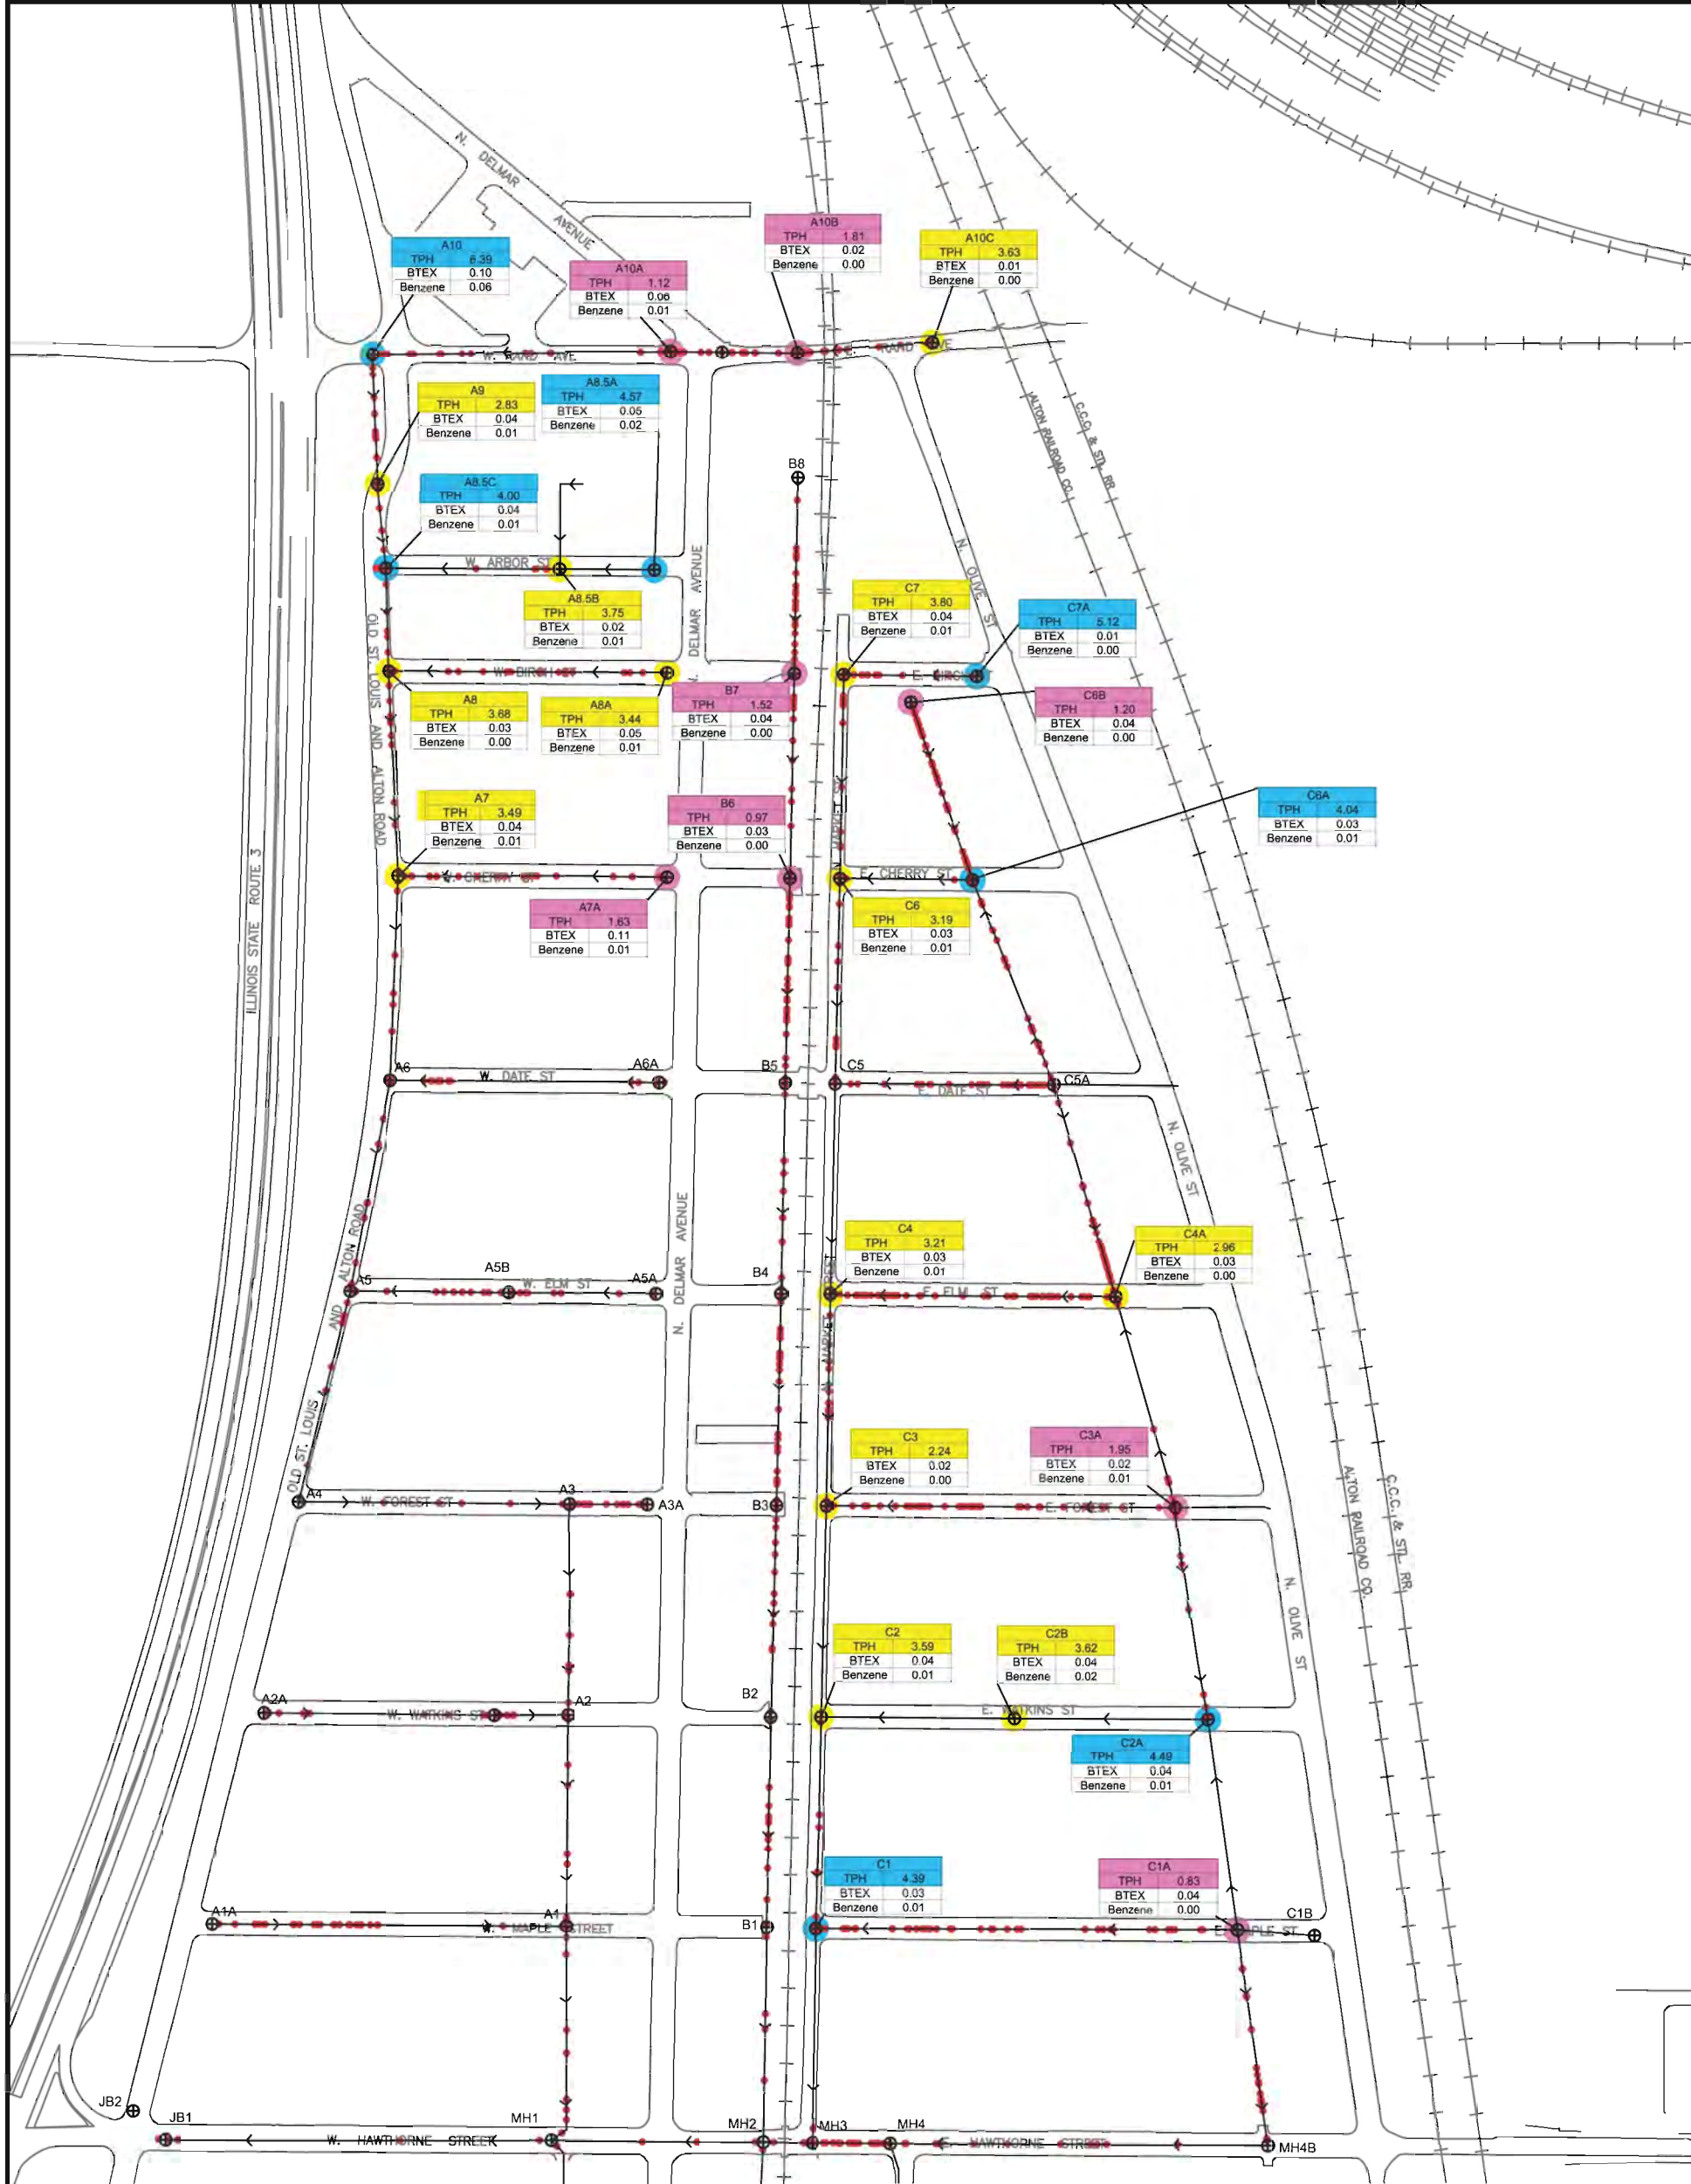 N. DELMAR
AVENUE
A10B
TPH 1.81
BTEX 0.02
Benzene 0.00
A10C
TPH 3.63
BTEX 0.01
Benzene 0.00
A10
TPH 6.39
BTEX 0.10
Benzene 0.06
A10A
TPH 1.12
BTEX 0.06
Benzene 0.01
W. RAND AVE
E. RAND AVE
A9
TPH 2.83
BTEX 0.04
Benzene 0.01
A8.5A
TPH 4.57
BTEX 0.05
Benzene 0.02
ALTON RAILROAD CO.
C.C.C. & STL. RR
B8
A8.5C
TPH 4.00
BTEX 0.04
Benzene 0.01
W. ARBOR ST
N. DELMAR AVENUE
N. OLIVE ST
A8.5B
TPH 3.75
BTEX 0.02
Benzene 0.01
C7
TPH 3.80
BTEX 0.04
Benzene 0.01
C7A
TPH 5.12
BTEX 0.01
Benzene 0.00
OLD ST. LOUIS AND ALTON ROAD
W. BIRCH ST
E. BIRCH ST
A8
TPH 3.68
BTEX 0.03
Benzene 0.00
A8A
TPH 3.44
BTEX 0.05
Benzene 0.01
B7
TPH 1.52
BTEX 0.04
Benzene 0.00
C6B
TPH 1.20
BTEX 0.04
Benzene 0.00
A7
TPH 3.49
BTEX 0.04
Benzene 0.01
B6
TPH 0.97
BTEX 0.03
Benzene 0.00
C6A
TPH 4.04
BTEX 0.03
Benzene 0.01
ILLINOIS STATE ROUTE 3
W. CHERRY ST
E. CHERRY ST
A7A
TPH 1.63
BTEX 0.11
Benzene 0.01
C6
TPH 3.19
BTEX 0.03
Benzene 0.01
A6
W. DATE ST
A6A
B5
C5
E. DATE ST
C5A
N. OLIVE ST
N. DELMAR AVENUE
C4
TPH 3.21
BTEX 0.03
Benzene 0.01
C4A
TPH 2.96
BTEX 0.03
Benzene 0.00
A5
A5B
W. ELM ST
A5A
B4
E. ELM ST
OLD ST. LOUIS AND ALTON ROAD
C3
TPH 2.24
BTEX 0.02
Benzene 0.00
C3A
TPH 1.95
BTEX 0.02
Benzene 0.01
ALTON RAILROAD CO.
C.C.C. & STL. RR
A4
W. FOREST ST
A3
A3A
B3
E. FOREST ST
N. OLIVE ST
C2
TPH 3.59
BTEX 0.04
Benzene 0.01
C2B
TPH 3.62
BTEX 0.04
Benzene 0.02
A2A
W. WATKINS ST
A2
B2
E. WATKINS ST
C2A
TPH 4.49
BTEX 0.04
Benzene 0.01
C1
TPH 4.39
BTEX 0.03
Benzene 0.01
C1A
TPH 0.83
BTEX 0.04
Benzene 0.00
A1A
A1
W. MAPLE STREET
B1
C1B
JB2
JB1
W. HAWTHORNE STREET
MH1
MH2
MH3
MH4
E. HAWTHORNE STREET
MH4B